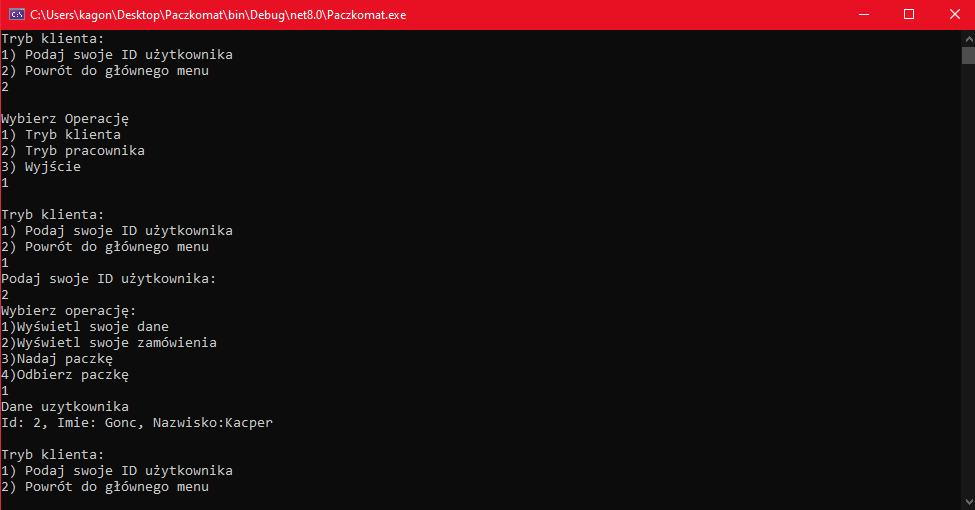 C:\Users\kagon\Desktop\Paczkomat\bin\Debug\net8.0\Paczkomat.exe
Tryb klienta:
1) Podaj swoje ID użytkownika
2) Powrót do głównego menu
2
Wybierz Operację
1) Tryb klienta
2) Tryb pracownika
3) Wyjście
1
Tryb klienta:
1) Podaj swoje ID użytkownika
2) Powrót do głównego menu
1
Podaj swoje ID użytkownika:
2
Wybierz operację:
1)Wyświetl swoje dane
2)Wyświetl swoje zamówienia
3)Nadaj paczkę
4)Odbierz paczkę
1
Dane uzytkownika
Id: 2, Imie: Gonc, Nazwisko:Kacper
Tryb klienta:
1) Podaj swoje ID użytkownika
2) Powrót do głównego menu